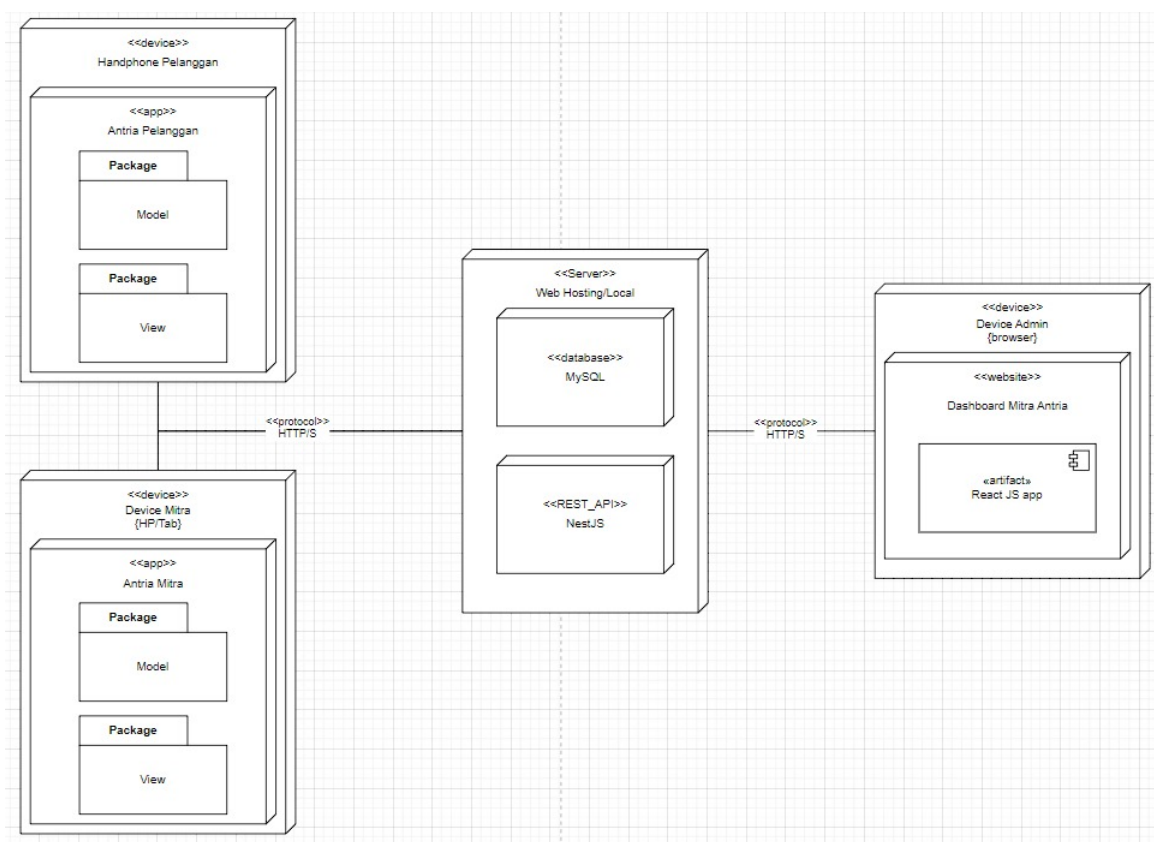 <<device>>
Handphone Pelanggan
<<app>>
Antria Pelanggan
Package
Model
Package
View
<<protocol>>
HTTP/S
<<device>>
Device Mitra
{HP/Tab}
<<app>>
Antria Mitra
Package
Model
Package
View
<<Server>>
Web Hosting/Local
<<database>>
MySQL
<<REST_API>>
NestJS
<<protocol>>
HTTP/S
<<device>>
Device Admin
{browser}
<<website>>
Dashboard Mitra Antria
«artifact»
React JS app